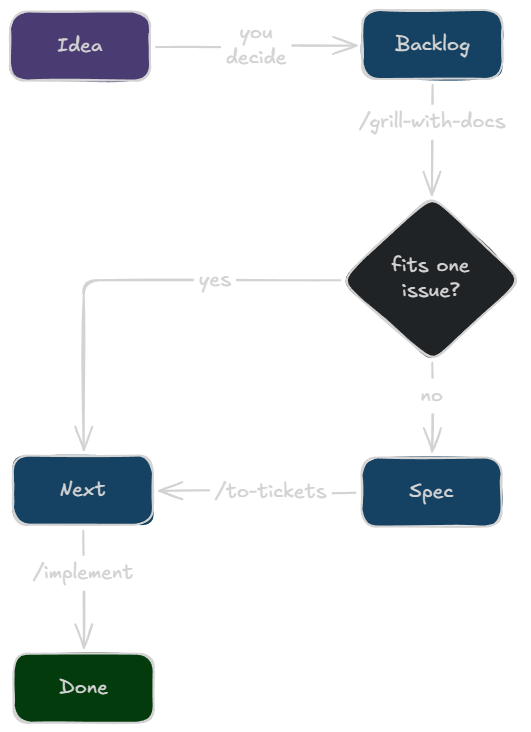 Idea
you
decide
Backlog
/grill-with-docs
fits one
issue?
yes
no
Next
/to-tickets
Spec
/implement
Done